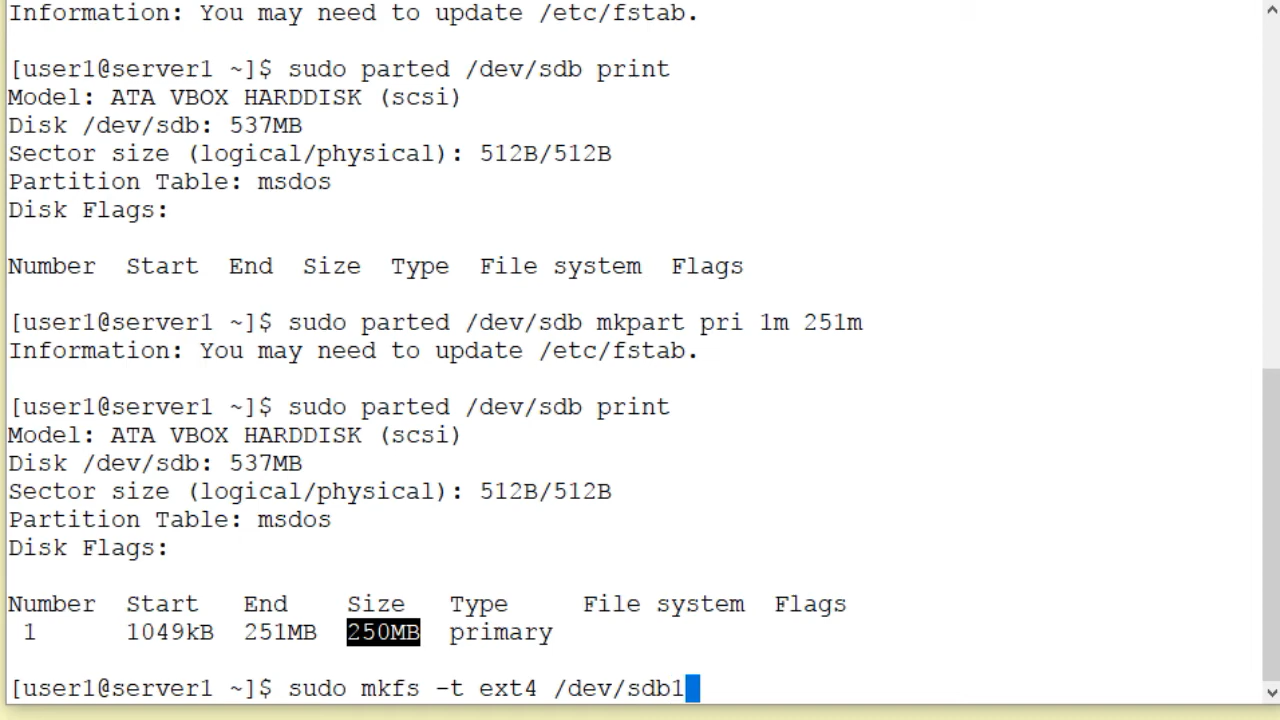 Information: You may need to update /etc/fstab.
[user1@server1 ~]$ sudo parted /dev/sdb print
Model: ATA VBOX HARDDISK (scsi)
Disk /dev/sdb: 537MB
Sector size (logical/physical): 512B/512B
Partition Table: msdos
Disk Flags:
Number  Start  End  Size  Type  File system  Flags
[user1@server1 ~]$ sudo parted /dev/sdb mkpart pri 1m 251m
Information: You may need to update /etc/fstab.
[user1@server1 ~]$ sudo parted /dev/sdb print
Model: ATA VBOX HARDDISK (scsi)
Disk /dev/sdb: 537MB
Sector size (logical/physical): 512B/512B
Partition Table: msdos
Disk Flags:
Number  Start   End    Size   Type     File system  Flags
 1      1049kB  251MB  250MB  primary
[user1@server1 ~]$ sudo mkfs -t ext4 /dev/sdb1